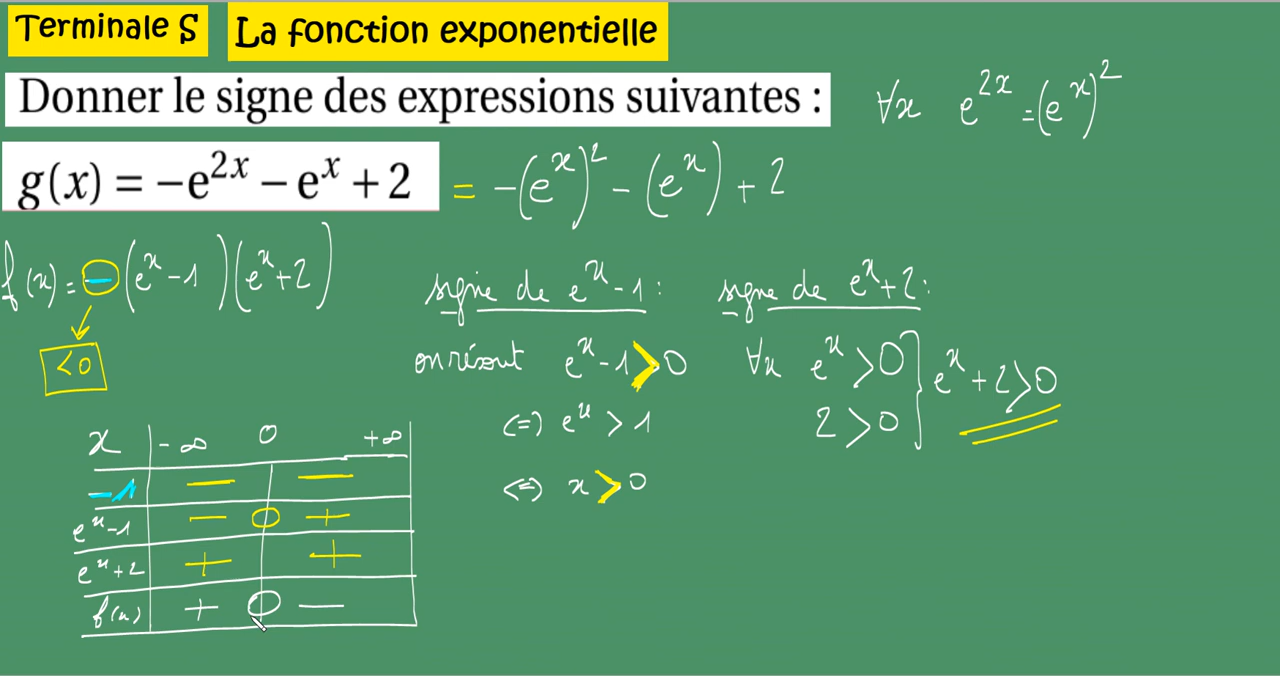 Terminale S La fonction exponentielle
Donner le signe des expressions suivantes :
∀x e^{2x} = (e^x)^2
g(x) = −e^{2x} − e^x + 2 = −(e^x)^2 − (e^x) + 2
f(x) = −(e^x − 1)(e^x + 2)
<0
signe de e^x − 1 :
on résout e^x − 1 > 0
(=) e^x > 1
<=> x > 0
signe de e^x + 2 :
∀x e^x > 0
2 > 0
} e^x + 2 > 0
x −∞ 0 +∞
−1 − −
e^x − 1 − 0 +
e^x + 2 + +
f(x) + 0 −